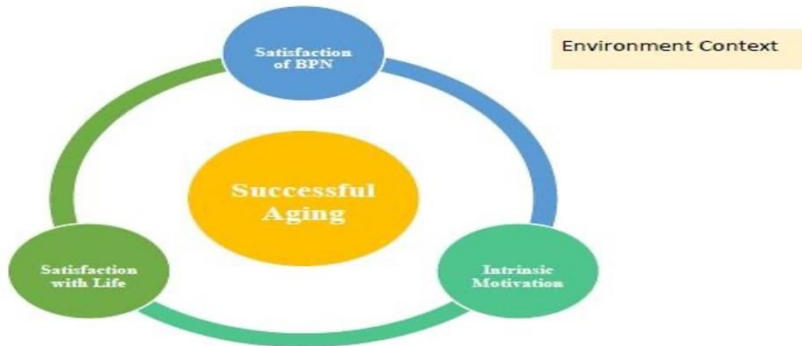 Satisfaction
of BPN
Environment Context
Successful
Aging
Satisfaction
with Life
Intrinsic
Motivation